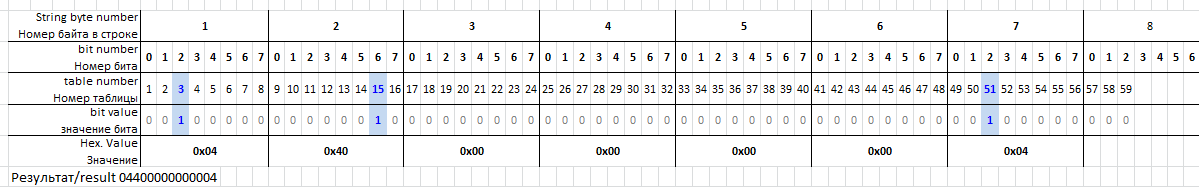 String byte number
Номер байта в строке
1 2 3 4 5 6 7 8
bit number
Номер бита
0 1 2 3 4 5 6 7 0 1 2 3 4 5 6 7 0 1 2 3 4 5 6 7 0 1 2 3 4 5 6 7 0 1 2 3 4 5 6 7 0 1 2 3 4 5 6 7 0 1 2 3 4 5 6 7 0 1 2 3 4 5 6
table number
Номер таблицы
1 2 3 4 5 6 7 8 9 10 11 12 13 14 15 16 17 18 19 20 21 22 23 24 25 26 27 28 29 30 31 32 33 34 35 36 37 38 39 40 41 42 43 44 45 46 47 48 49 50 51 52 53 54 55 56 57 58 59
bit value
значение бита
0 0 1 0 0 0 0 0 0 0 0 0 0 0 1 0 0 0 0 0 0 0 0 0 0 0 0 0 0 0 0 0 0 0 0 0 0 0 0 0 0 0 0 0 0 0 0 0 0 0 1 0 0 0 0 0 0 0 0
Hex. Value
Значение
0x04 0x40 0x00 0x00 0x00 0x00 0x04
Результат/result 04400000000004